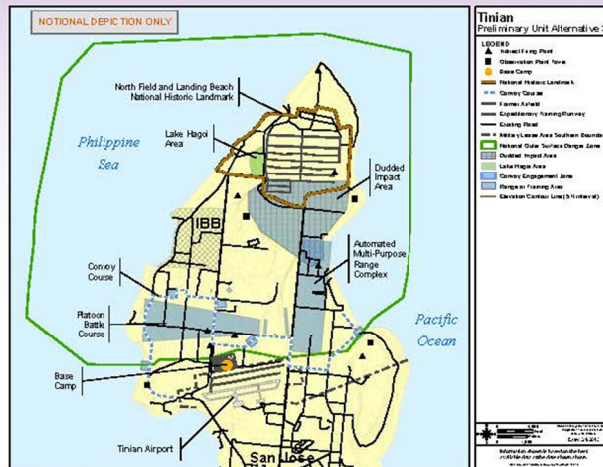 NOTIONAL DEPICTION ONLY
North Field and Landing Beach
National Historic Landmark
Lake Hagoi
Area
Philippine
Sea
Dudded
Impact
Area
IBB
Automated
Multi-Purpose
Range
Complex
Convoy
Course
Platoon
Battle
Course
Pacific
Ocean
Base
Camp
Tinian Airport
San Jose
Tinian
Preliminary Unit Alternative
LEGEND
Indirect Firing Point
Observation Point
Base Camp
National Historic Landmark
Convoy Course
Former Airfield
Expeditionary Training Runway
Existing Road
Military Lease Area Southern
National Outer Surface Danger Zone
Dudded Impact Area
Lake Hagoi Area
Convoy Engagement Zone
Range or Training Area
Elevation Contour Line